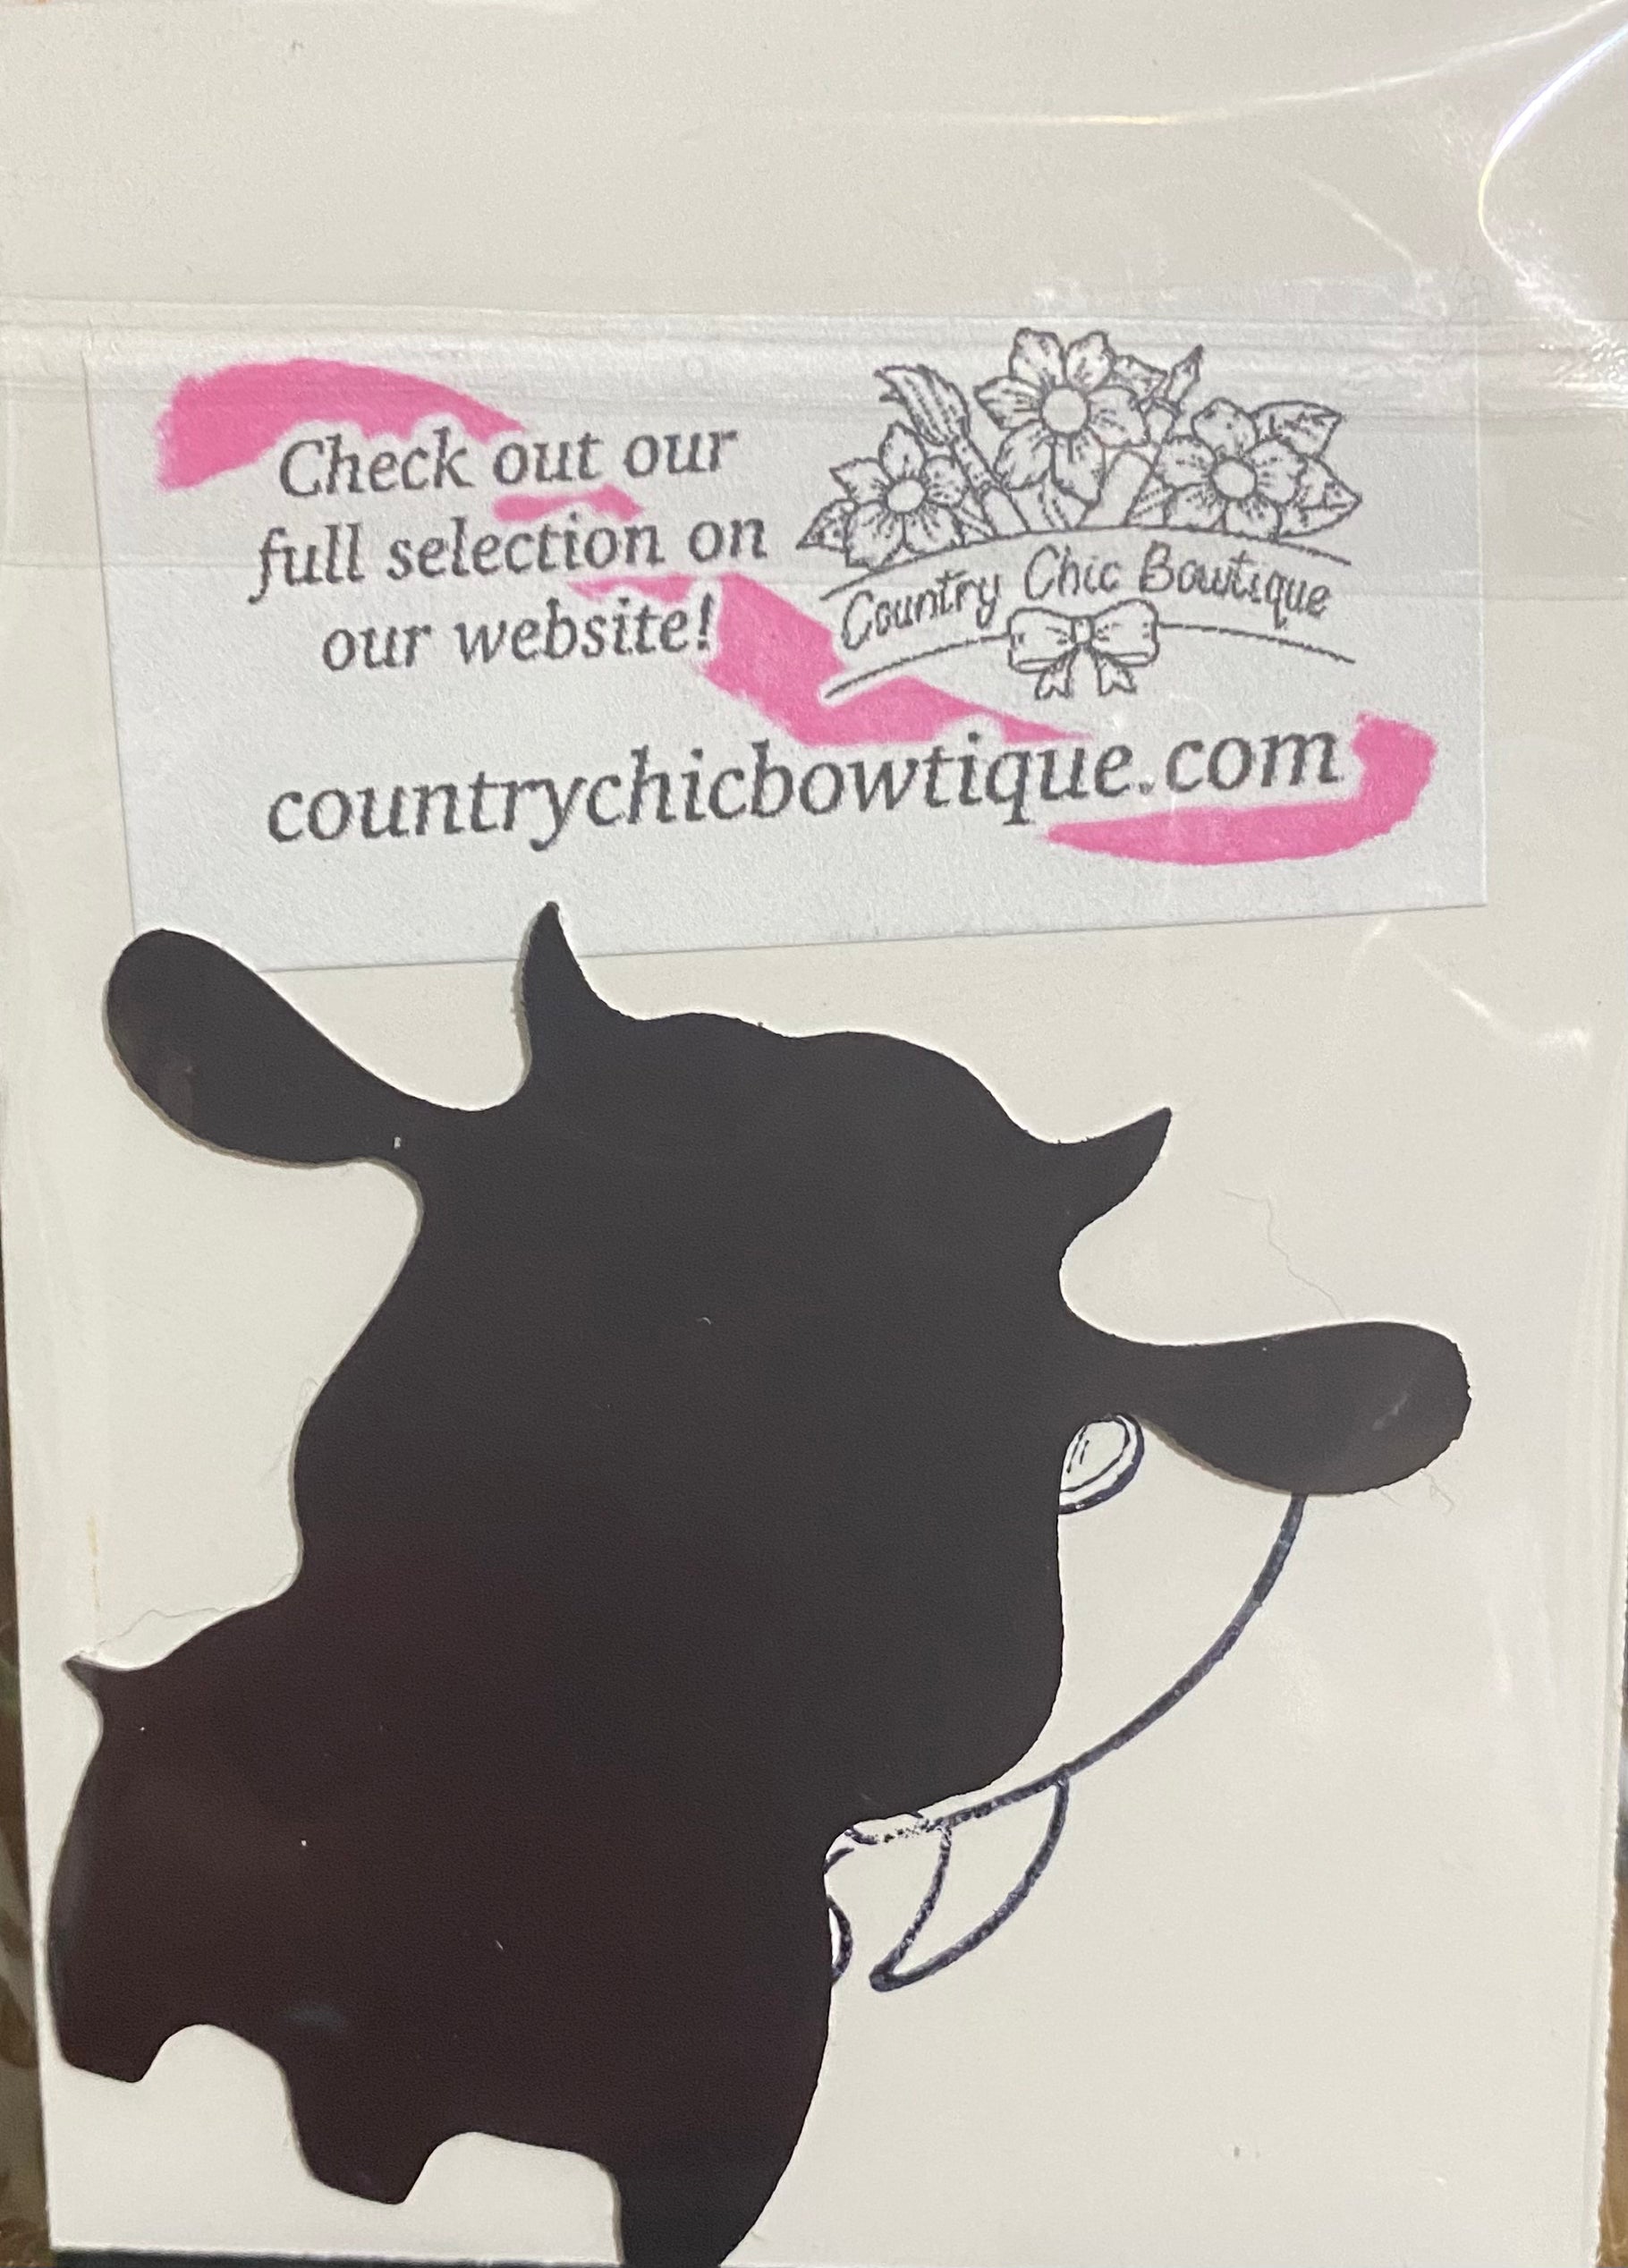 Check out our
full selection on
our website!
Country Chic Bowtique
countrychicbowtique.com